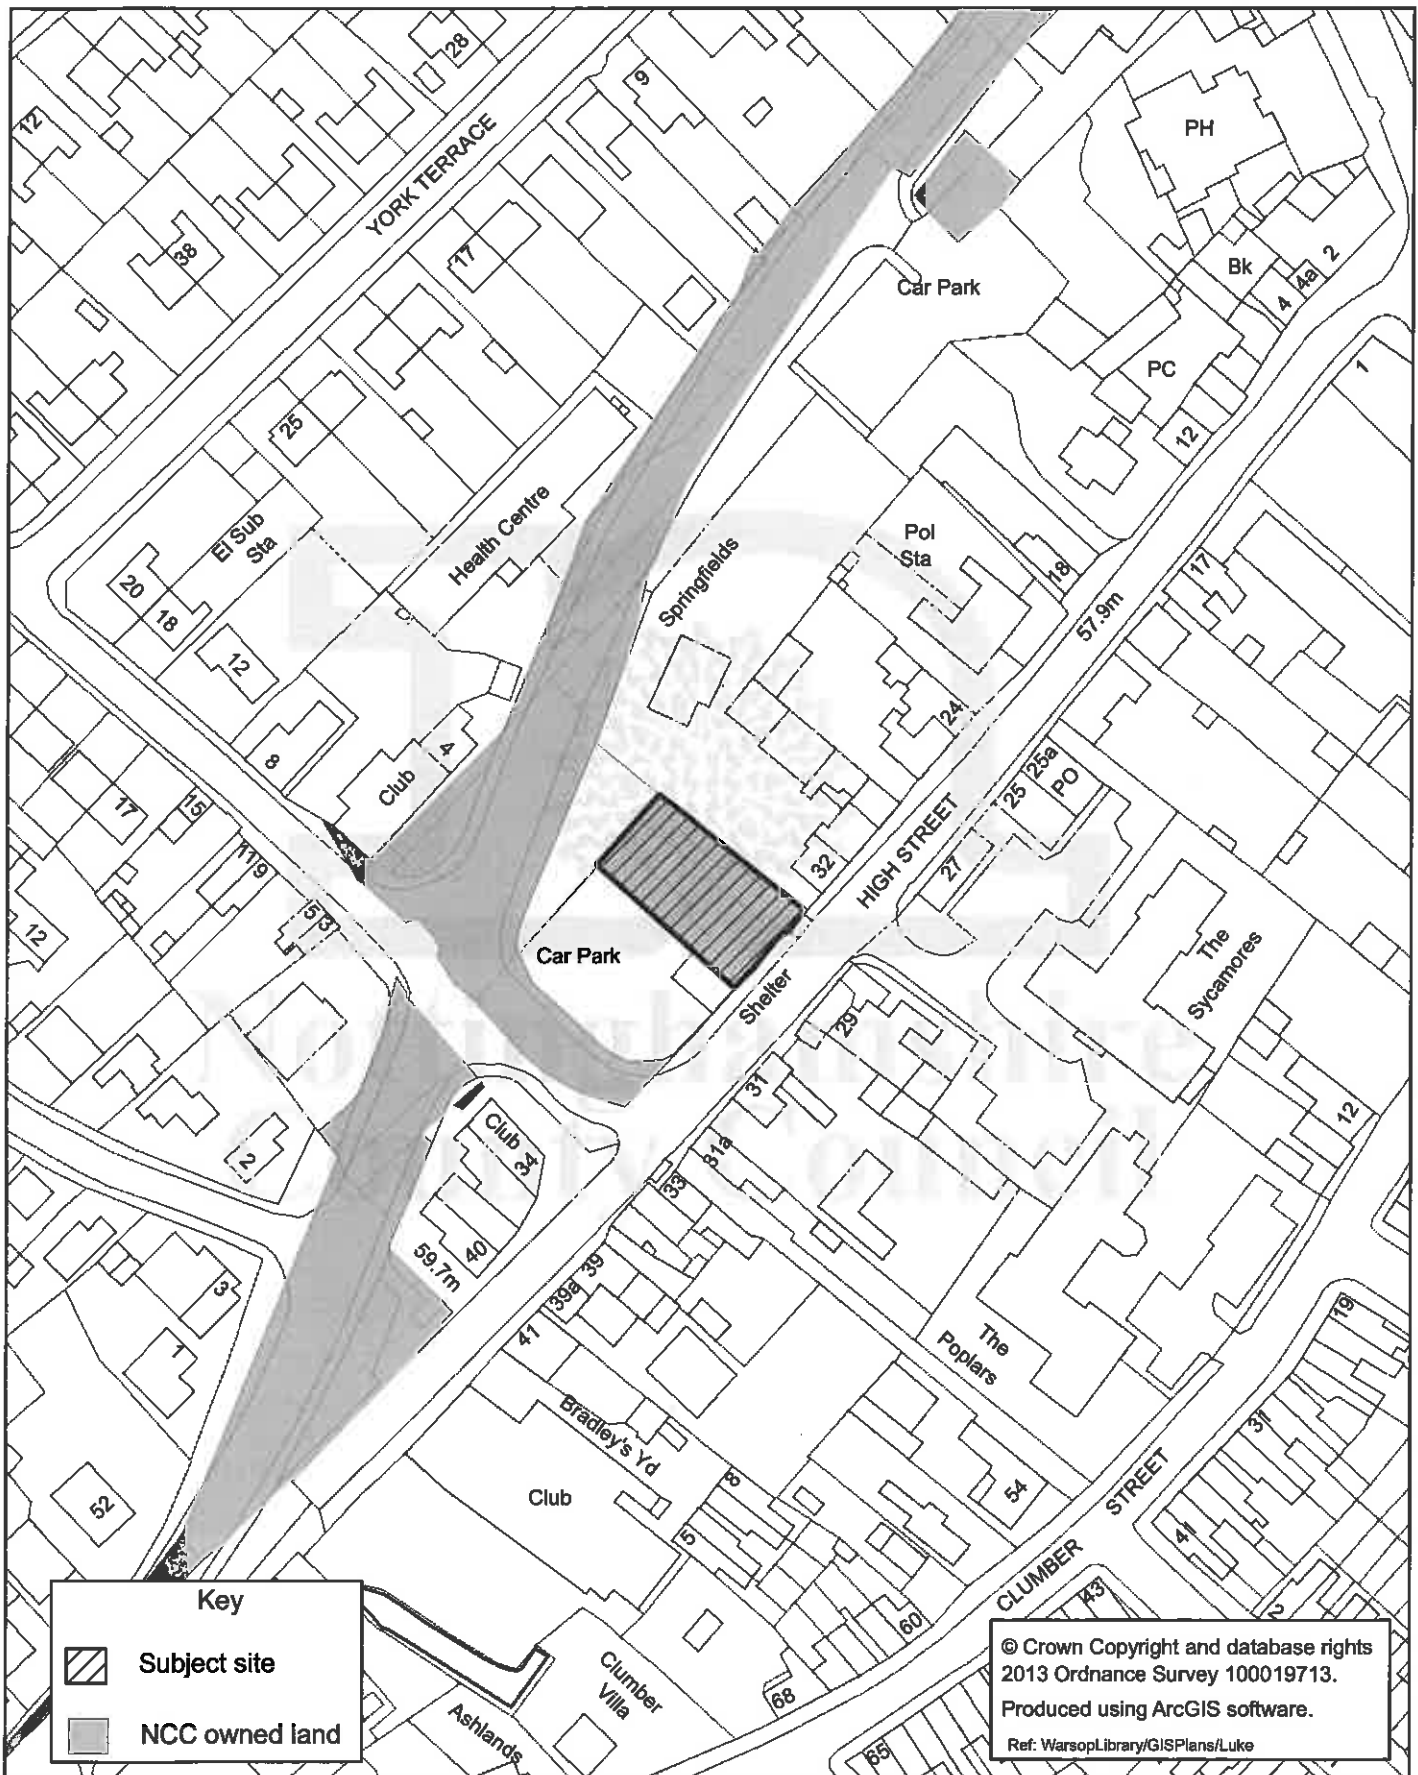 28
9
12
YORK TERRACE
PH
38
17
Bk
2
4a
4
Car Park
1
PC
25
12
El Sub
Sta
Health Centre
Pol
Sta
Springfields
18
17
57.9m
20
18
12
24
8
4
Club
25a
25
PO
17
15
11
9
32
HIGH STREET
27
5
3
12
Car Park
The
Sycamores
Shelter
29
31
12
Club
34
31a
2
33
40
59.7m
39
39a
3
41
1
19
The
Poplars
Bradley's Yd
31
8
52
Club
54
STREET
5
41
CLUMBER
43
60
2
68
65
Clumber
Villa
Ashlands
Nottinghamshire
County Council
Key
Subject site
NCC owned land
© Crown Copyright and database rights
2013 Ordnance Survey 100019713.
Produced using ArcGIS software.
Ref: WarsopLibrary/GISPlans/Luke